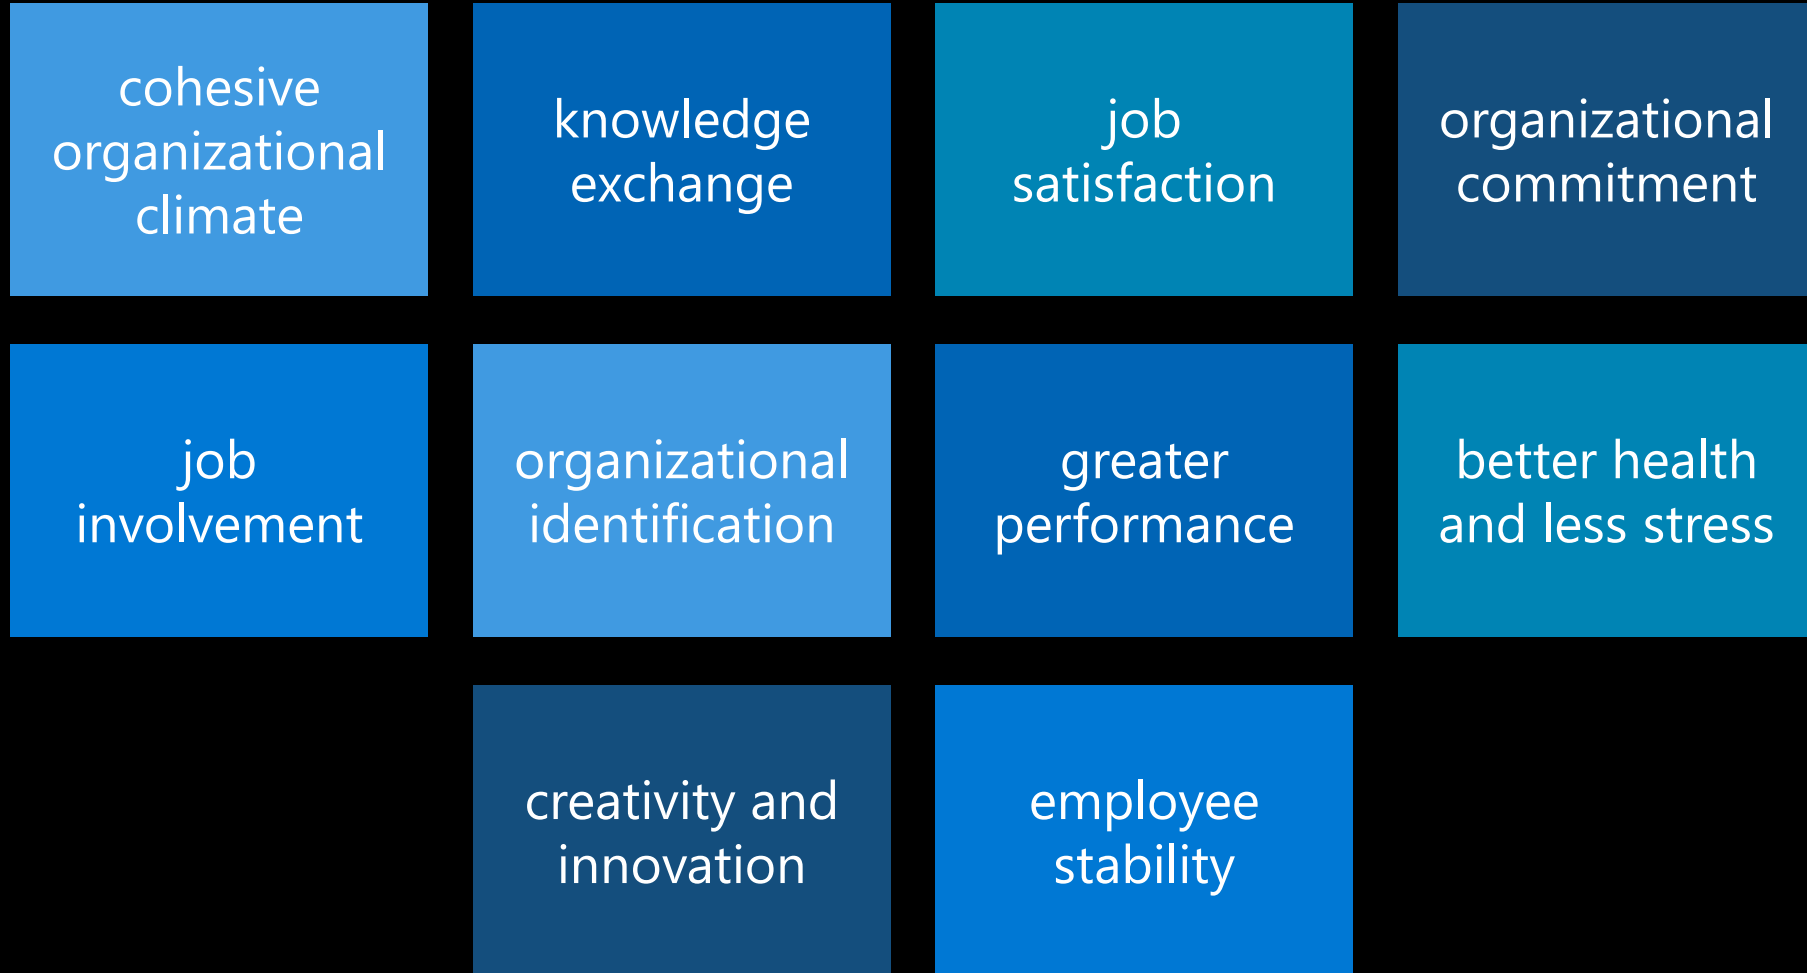 cohesive
organizational
climate
knowledge
exchange
job
satisfaction
organizational
commitment
job
involvement
organizational
identification
greater
performance
better health
and less stress
creativity and
innovation
employee
stability